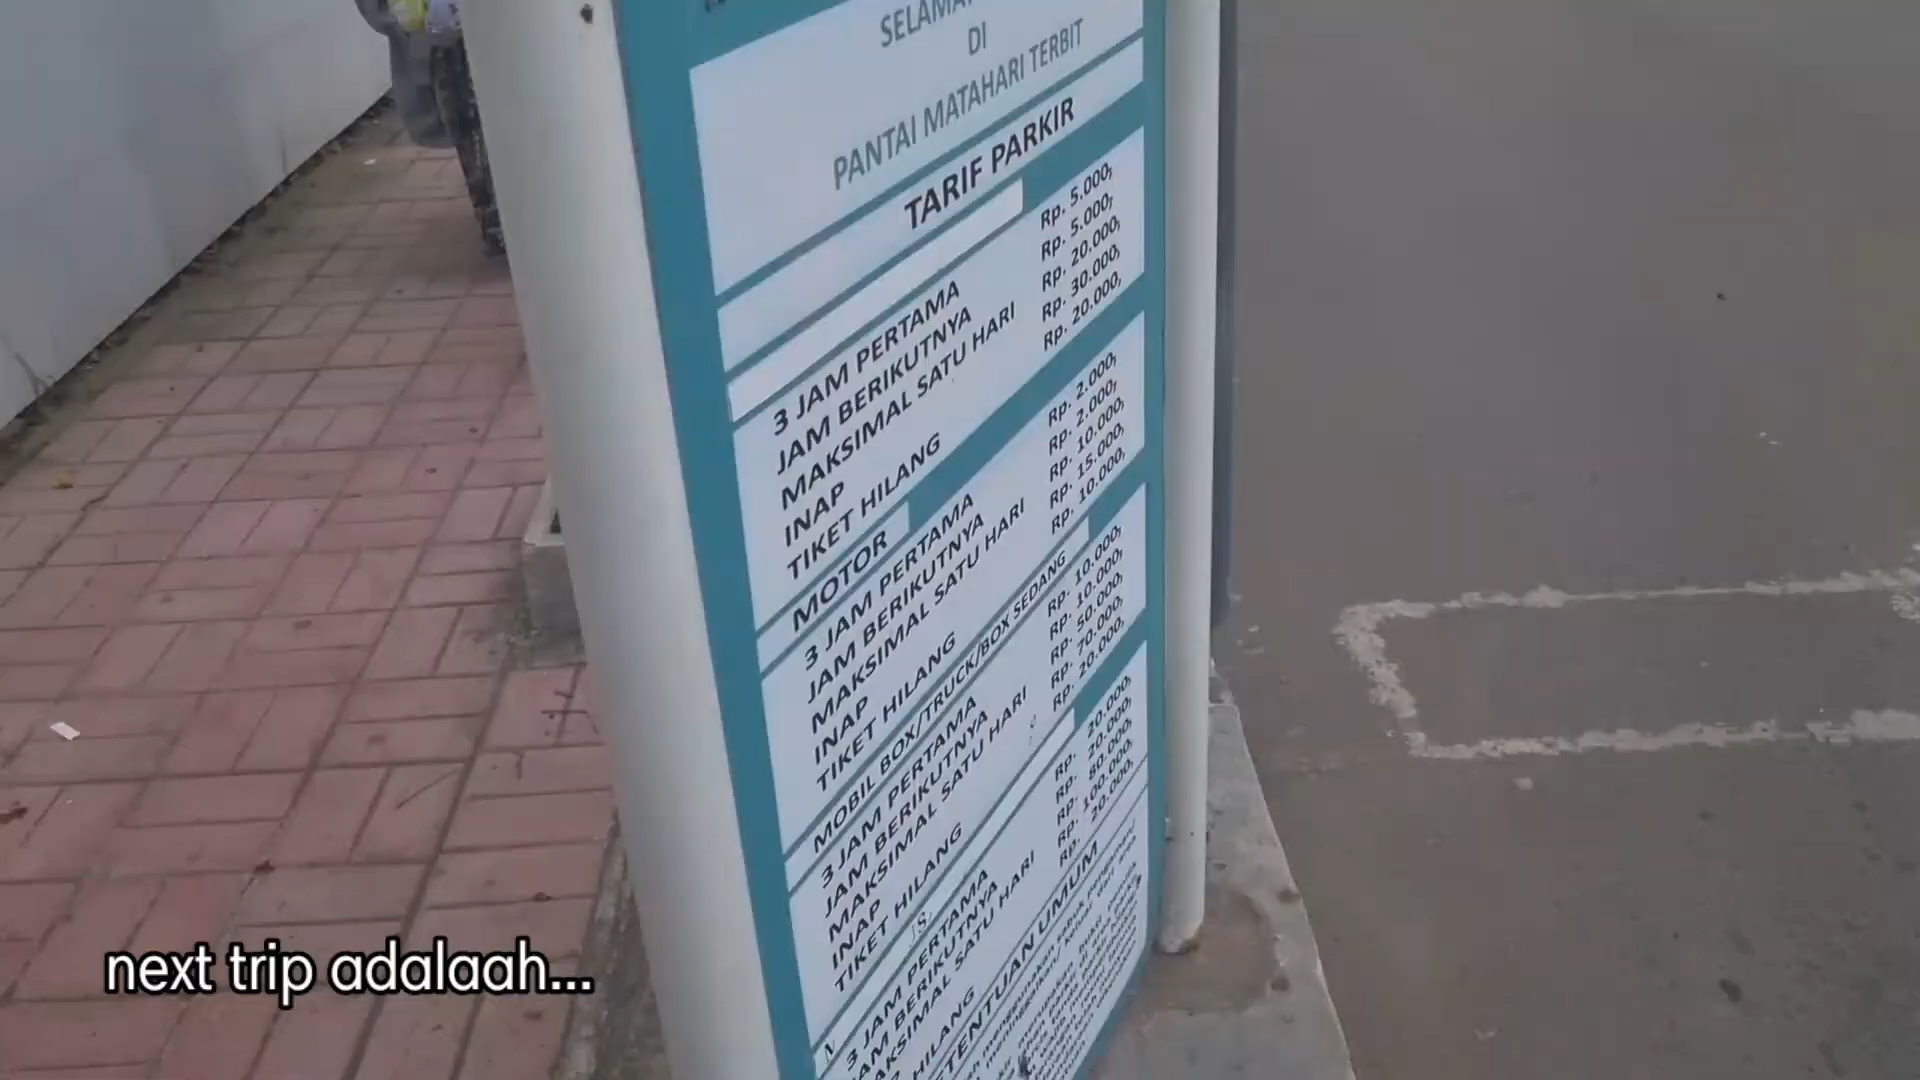 SELAMAT
DI
PANTAI MATAHARI TERBIT
TARIF PARKIR
3 JAM PERTAMA Rp. 5.000,
JAM BERIKUTNYA Rp. 5.000,
MAKSIMAL SATU HARI Rp. 20.000,
INAP Rp. 30.000,
TIKET HILANG Rp. 20.000,
MOTOR
3 JAM PERTAMA Rp. 2.000,
JAM BERIKUTNYA Rp. 2.000,
MAKSIMAL SATU HARI Rp. 10.000,
INAP Rp. 15.000,
TIKET HILANG Rp. 10.000,
MOBIL BOX/TRUCK/BOX SEDANG
3 JAM PERTAMA Rp. 10.000,
JAM BERIKUTNYA Rp. 10.000,
MAKSIMAL SATU HARI Rp. 50.000,
INAP Rp. 70.000,
TIKET HILANG Rp. 20.000,
3 JAM PERTAMA Rp. 20.000,
JAM BERIKUTNYA Rp. 20.000,
MAKSIMAL SATU HARI Rp. 80.000,
Rp. 100.000,
HILANG Rp. 20.000,
KETENTUAN UMUM
next trip adalaah...